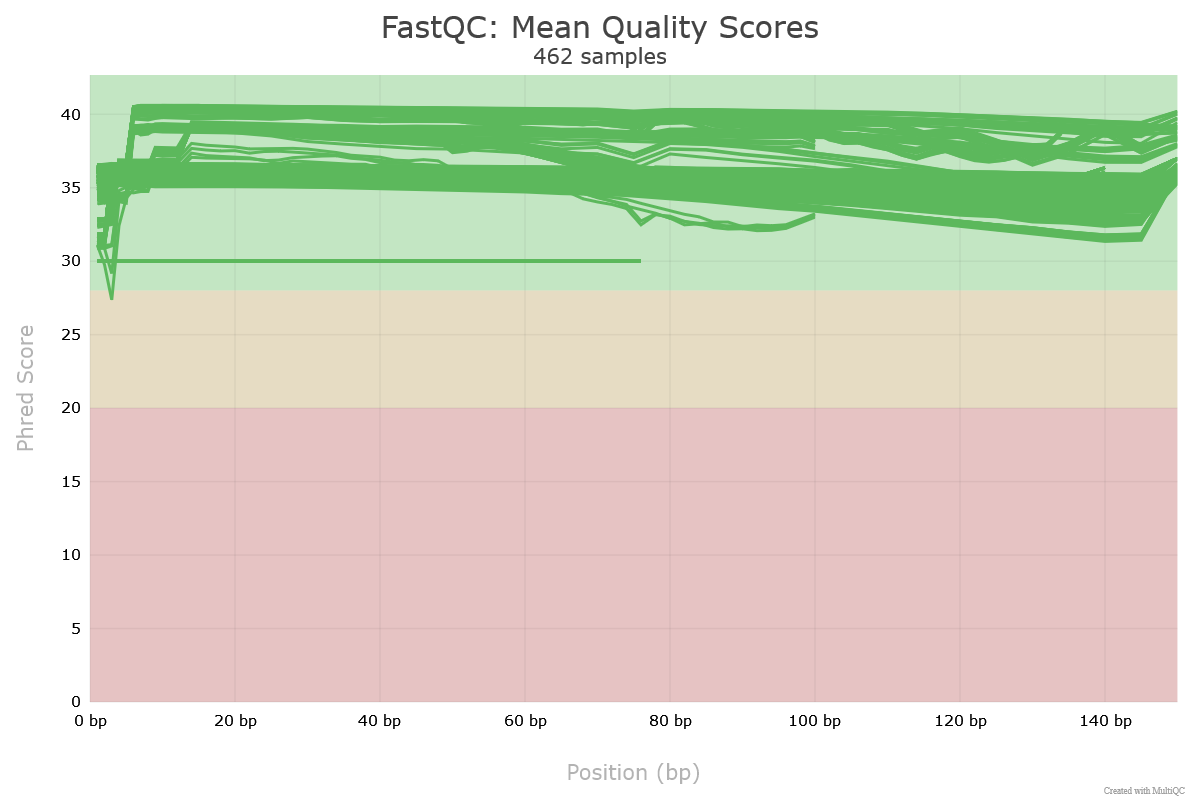 FastQC: Mean Quality Scores
462 samples
Phred Score
40
35
30
25
20
15
10
5
0
0 bp
20 bp
40 bp
60 bp
80 bp
100 bp
120 bp
140 bp
Position (bp)
Created with MultiQC